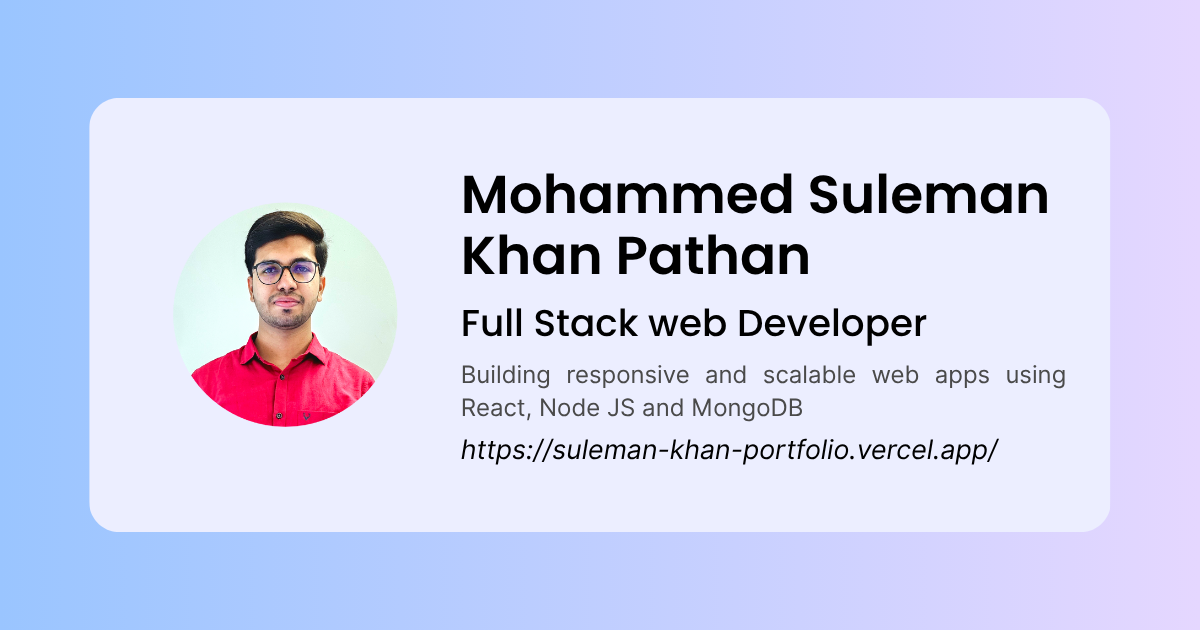 Mohammed Suleman
Khan Pathan
Full Stack web Developer
Building responsive and scalable web apps using
React, Node JS and MongoDB
https://suleman-khan-portfolio.vercel.app/